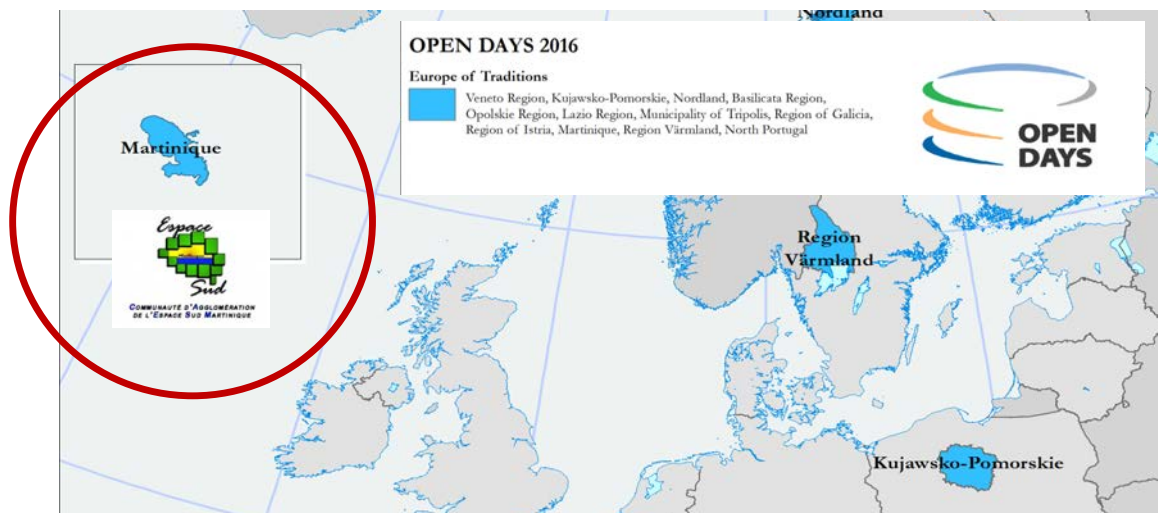 Nordland
OPEN DAYS 2016
Europe of Traditions
Veneto Region, Kujawsko-Pomorskie, Nordland, Basilicata Region,
Opolskie Region, Lazio Region, Municipality of Tripolis, Region of Galicia,
Region of Istria, Martinique, Region Värmland, North Portugal
OPEN
DAYS
Martinique
Espace
Sud
COMMUNAUTÉ D'AGGLOMÉRATION
DE L'ESPACE SUD MARTINIQUE
Region
Värmland
Kujawsko-Pomorskie